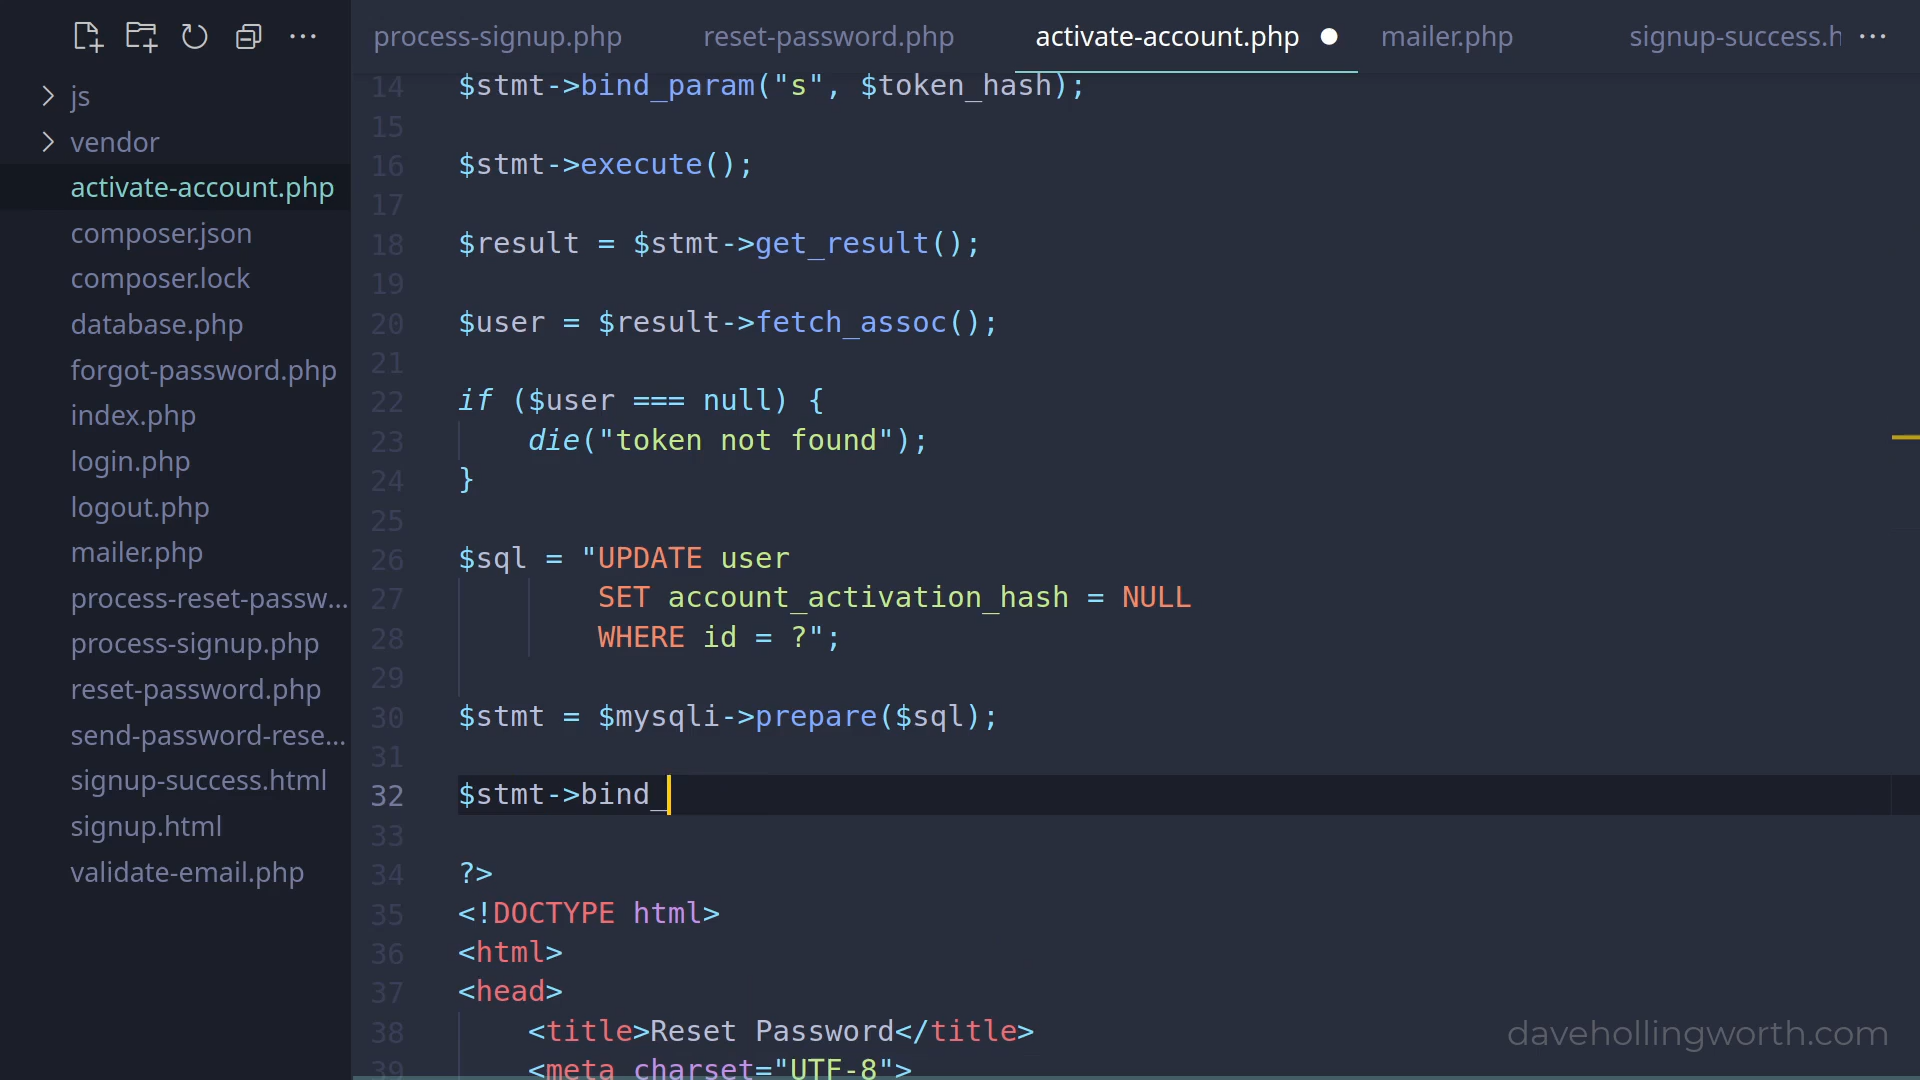 process-signup.php
reset-password.php
activate-account.php
mailer.php
signup-success.h
js
vendor
activate-account.php
composer.json
composer.lock
database.php
forgot-password.php
index.php
login.php
logout.php
mailer.php
process-reset-passw...
process-signup.php
reset-password.php
send-password-rese...
signup-success.html
signup.html
validate-email.php
14 $stmt->bind_param("s", $token_hash);
15
16 $stmt->execute();
17
18 $result = $stmt->get_result();
19
20 $user = $result->fetch_assoc();
21
22 if ($user === null) {
23 die("token not found");
24 }
25
26 $sql = "UPDATE user
27 SET account_activation_hash = NULL
28 WHERE id = ?";
29
30 $stmt = $mysqli->prepare($sql);
31
32 $stmt->bind_
33
34 ?>
35 <!DOCTYPE html>
36 <html>
37 <head>
38 <title>Reset Password</title>
39 <meta charset="UTF-8">
davehollingworth.com